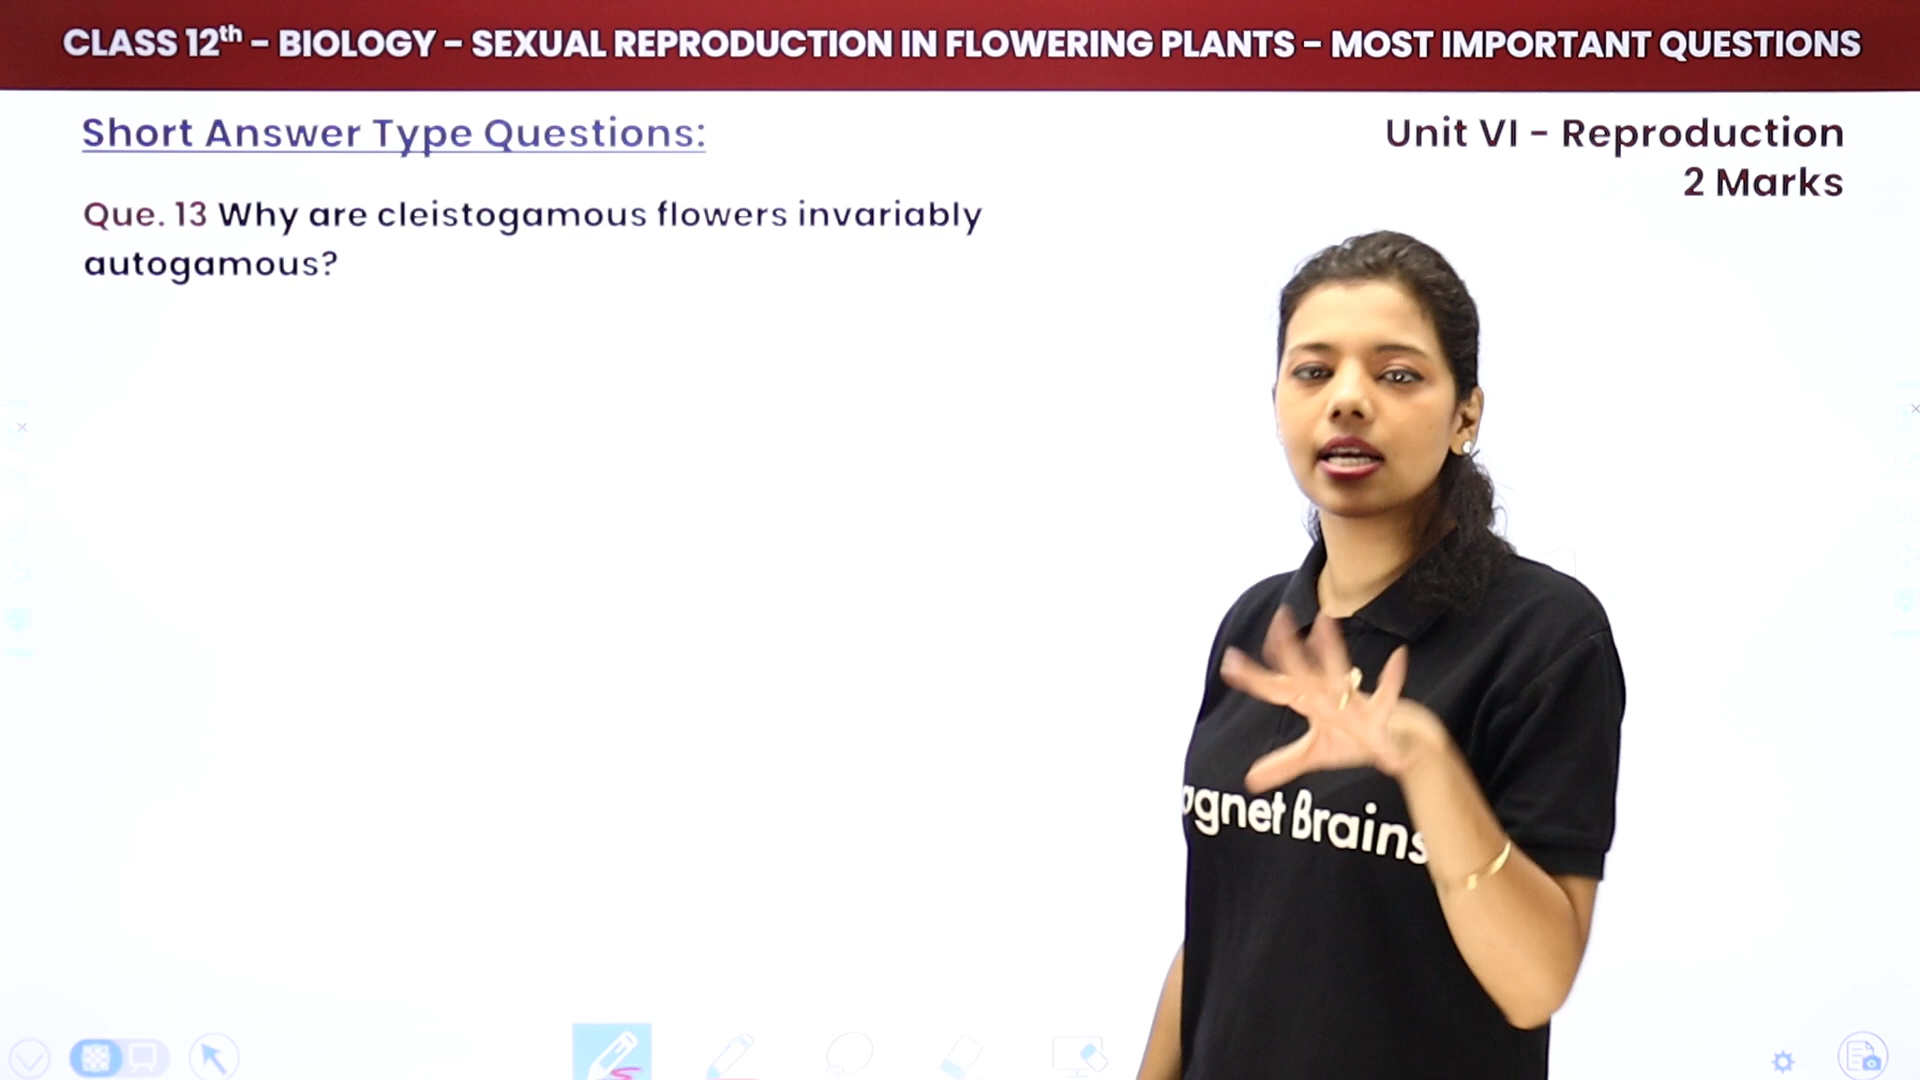 CLASS 12th - BIOLOGY - SEXUAL REPRODUCTION IN FLOWERING PLANTS - MOST IMPORTANT QUESTIONS
Short Answer Type Questions:
Unit VI - Reproduction
2 Marks
Que. 13 Why are cleistogamous flowers invariably
autogamous?
agnet Brains